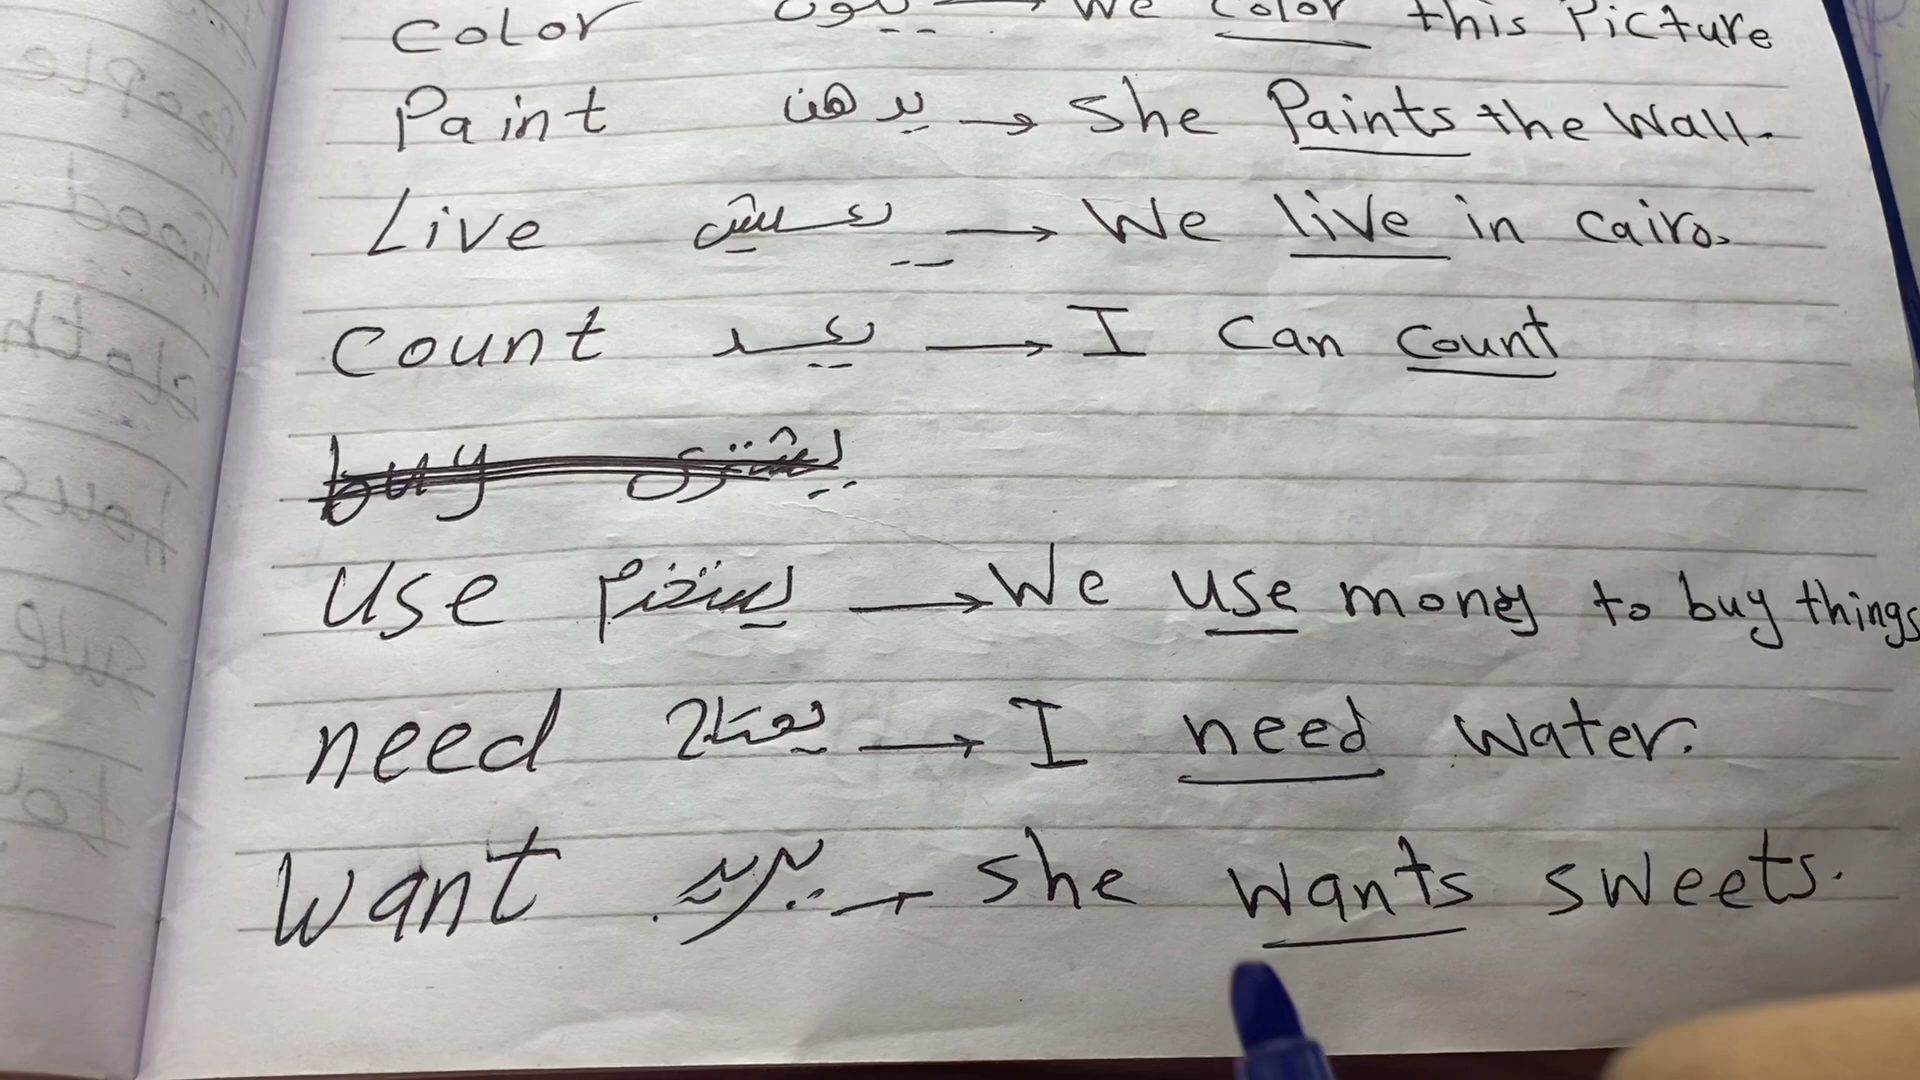 Color يلون → We Color this Picture
Paint يدهن → She Paints the Wall.
Live يعيش → We live in Cairo.
Count يعد → I Can Count
buy يشترى
Use يستخدم → We use money to buy things
need يحتاج → I need water.
Want يريد → She wants sweets.